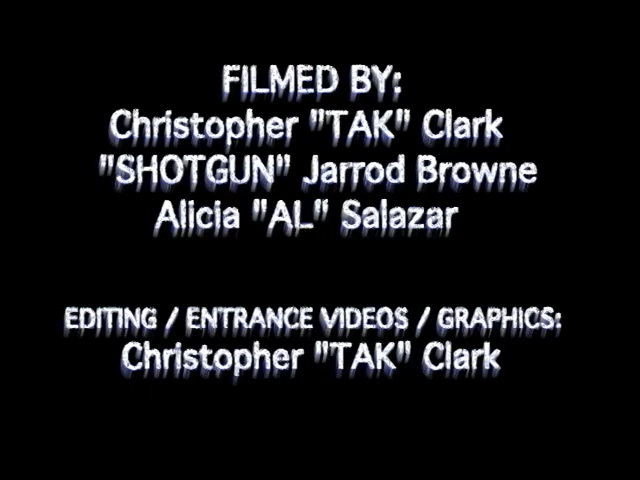 FILMED BY:
Christopher "TAK" Clark
"SHOTGUN" Jarrod Browne
Alicia "AL" Salazar
EDITING / ENTRANCE VIDEOS / GRAPHICS:
Christopher "TAK" Clark